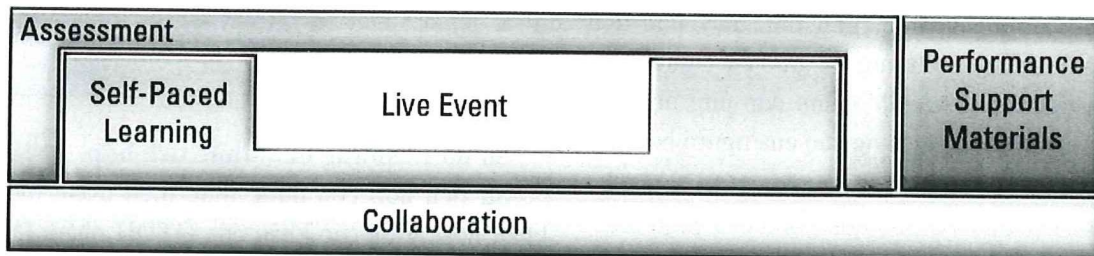 Assessment
Self-Paced
Learning
Live Event
Performance
Support
Materials
Collaboration